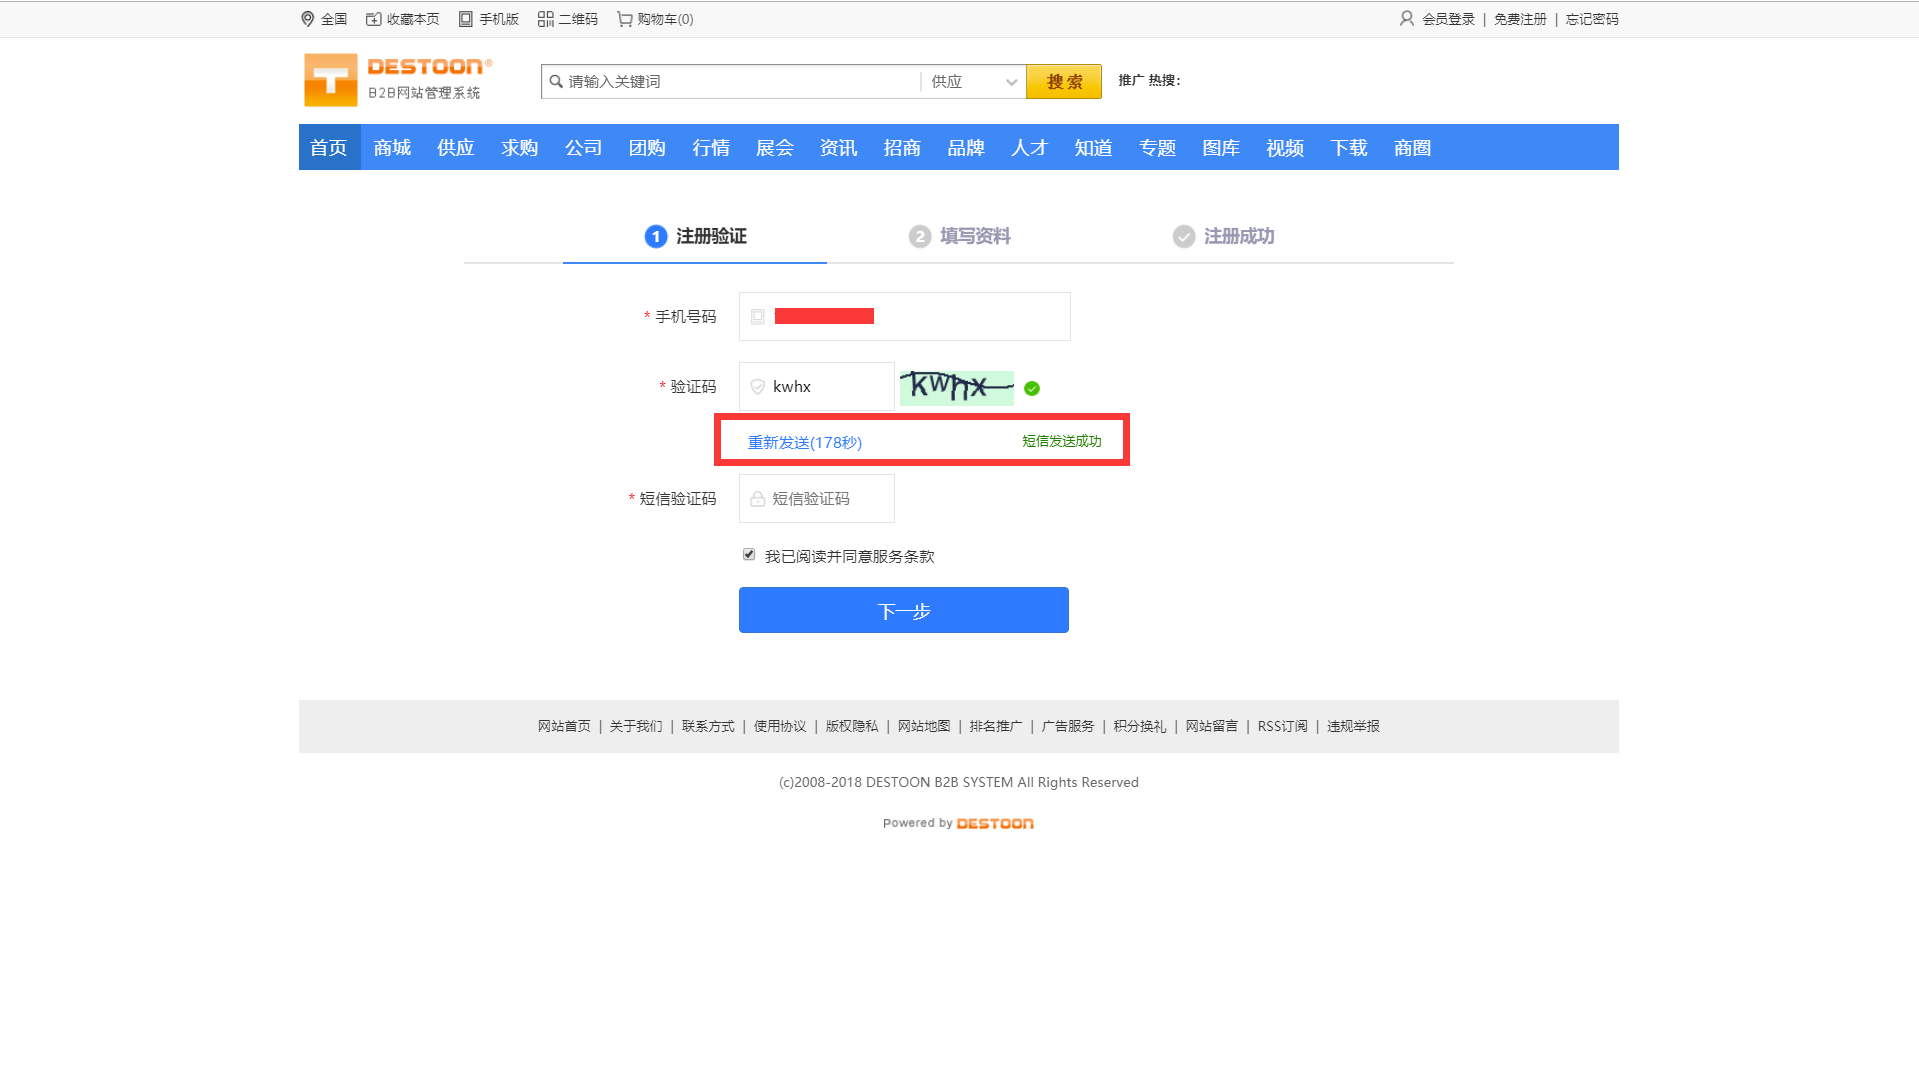 全国 收藏本页 手机版 二维码 购物车(0) 会员登录 | 免费注册 | 忘记密码
DESTOON®
B2B网站管理系统
请输入关键词 供应 搜索 推广 热搜:
首页 商城 供应 求购 公司 团购 行情 展会 资讯 招商 品牌 人才 知道 专题 图库 视频 下载 商圈
1 注册验证 2 填写资料 注册成功
* 手机号码
* 验证码 kwhx kwhx
重新发送(178秒) 短信发送成功
* 短信验证码 短信验证码
我已阅读并同意服务条款
下一步
网站首页 | 关于我们 | 联系方式 | 使用协议 | 版权隐私 | 网站地图 | 排名推广 | 广告服务 | 积分换礼 | 网站留言 | RSS订阅 | 违规举报
(c)2008-2018 DESTOON B2B SYSTEM All Rights Reserved
Powered by DESTOON